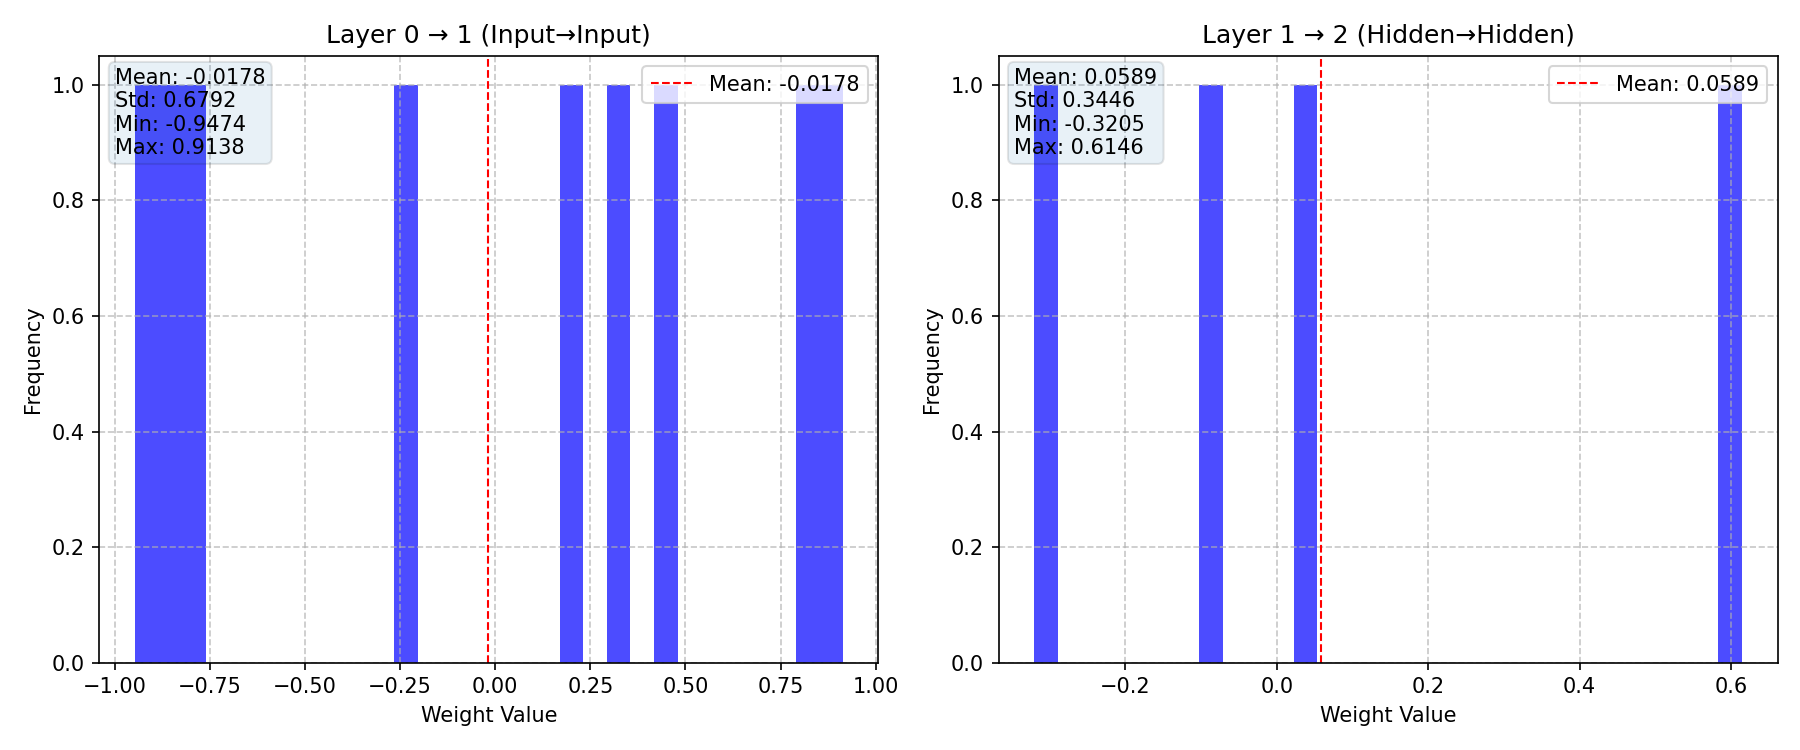 Layer 0 → 1 (Input→Input)
Mean: -0.0178
Std: 0.6792
Min: -0.9474
Max: 0.9138
Mean: -0.0178
1.0
0.8
0.6
0.4
0.2
0.0
Frequency
−1.00 −0.75 −0.50 −0.25 0.00 0.25 0.50 0.75 1.00
Weight Value
Layer 1 → 2 (Hidden→Hidden)
Mean: 0.0589
Std: 0.3446
Min: -0.3205
Max: 0.6146
Mean: 0.0589
1.0
0.8
0.6
0.4
0.2
0.0
Frequency
−0.2 0.0 0.2 0.4 0.6
Weight Value